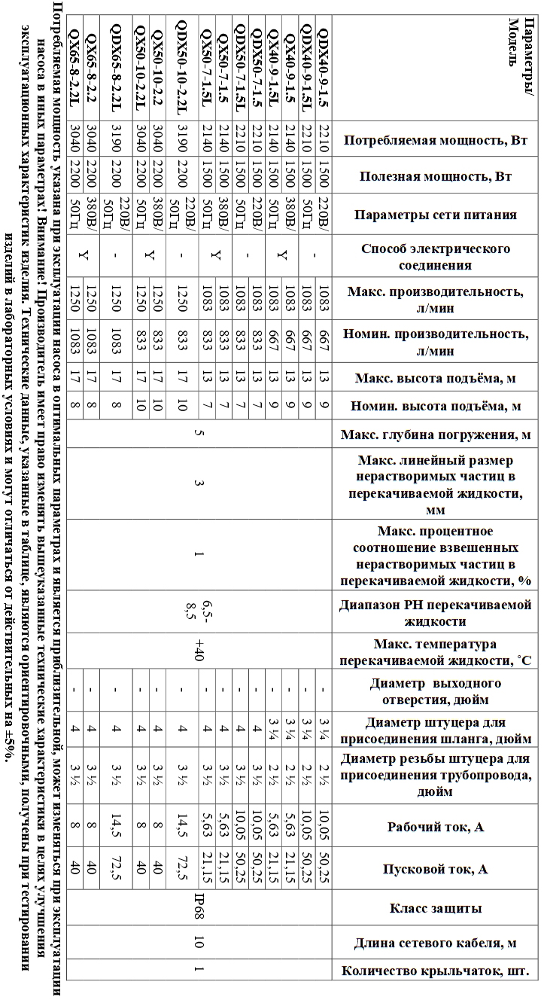 Параметры/
Модель
Потребляемая мощность, Вт
Полезная мощность, Вт
Параметры сети питания
Способ электрического
соединения
Макс. производительность,
л/мин
Номин. производительность,
л/мин
Макс. высота подъёма, м
Номин. высота подъёма, м
Макс. глубина погружения, м
Макс. линейный размер
нерастворимых частиц в
перекачиваемой жидкости,
мм
Макс. процентное
соотношение взвешенных
нерастворимых частиц в
перекачиваемой жидкости, %
Диапазон PH перекачиваемой
жидкости
Макс. температура
перекачиваемой жидкости, ˚С
Диаметр выходного
отверстия, дюйм
Диаметр штуцера для
присоединения шланга, дюйм
Диаметр резьбы штуцера для
присоединения трубопровода,
дюйм
Рабочий ток, А
Пусковой ток, А
Класс защиты
Длина сетевого кабеля, м
Количество крыльчаток, шт.
QDX40-9-1.5 2210 1500 220В/ - 1083 667 13 9 - 3 ¼ 2 ½ 10,05 50,25
QDX40-9-1.5L 2210 1500 50Гц 1083 667 13 9 - 3 ¼ 2 ½ 10,05 50,25
QX40-9-1.5 2140 1500 380В/ Y 1083 667 13 9 - 3 ¼ 2 ½ 5,63 21,15
QX40-9-1.5L 2140 1500 50Гц 1083 667 13 9 - 3 ¼ 2 ½ 5,63 21,15
QDX50-7-1.5 2210 1500 220В/ - 1083 833 13 7 - 4 3 ½ 10,05 50,25
QDX50-7-1.5L 2210 1500 50Гц 1083 833 13 7 - 4 3 ½ 10,05 50,25
QX50-7-1.5 2140 1500 380В/ Y 1083 833 13 7 - 4 3 ½ 5,63 21,15
QX50-7-1.5L 2140 1500 50Гц 1083 833 13 7 5 3 1 6,5- +40 - 4 3 ½ 5,63 21,15 IP68 10 1
8,5
QDX50-10-2.2L 3190 2200 220В/ - 1250 833 17 10 - 4 3 ½ 14,5 72,5
50Гц
QX50-10-2.2 3040 2200 380В/ Y 1250 833 17 10 - 4 3 ½ 8 40
QX50-10-2.2L 3040 2200 50Гц 1250 833 17 10 - 4 3 ½ 8 40
QDX65-8-2.2L 3190 2200 220В/ - 1250 1083 17 8 - 4 3 ½ 14,5 72,5
50Гц
QX65-8-2.2 3040 2200 380В/ Y 1250 1083 17 8 - 4 3 ½ 8 40
QX65-8-2.2L 3040 2200 50Гц 1250 1083 17 8 - 4 3 ½ 8 40
Потребляемая мощность указана при эксплуатации насоса в оптимальных параметрах и является приблизительной, может изменяться при эксплуатации
насоса в иных параметрах! Внимание! Производитель имеет право изменять вышеуказанные технические характеристики в целях улучшения
эксплуатационных характеристик изделия. Технические данные, указанные в таблице, являются ориентировочными, получены при тестировании
изделий в лабораторных условиях и могут отличаться от действительных на ±5%.